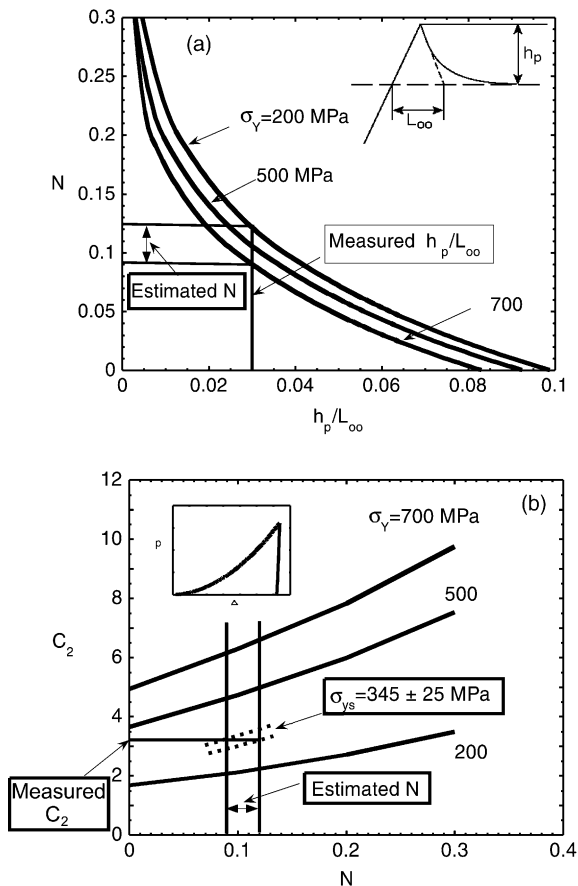 (a)
0.3
0.25
0.2
0.15
0.1
0.05
0
N
σY=200 MPa
500 MPa
700
hp
Loo
Measured hp/Loo
Estimated N
0 0.02 0.04 0.06 0.08 0.1
hp/Loo
(b)
12
10
8
6
4
2
0
C2
P
Δ
σY=700 MPa
500
σys=345 ± 25 MPa
200
Measured
C2
Estimated N
0 0.1 0.2 0.3 0.4
N